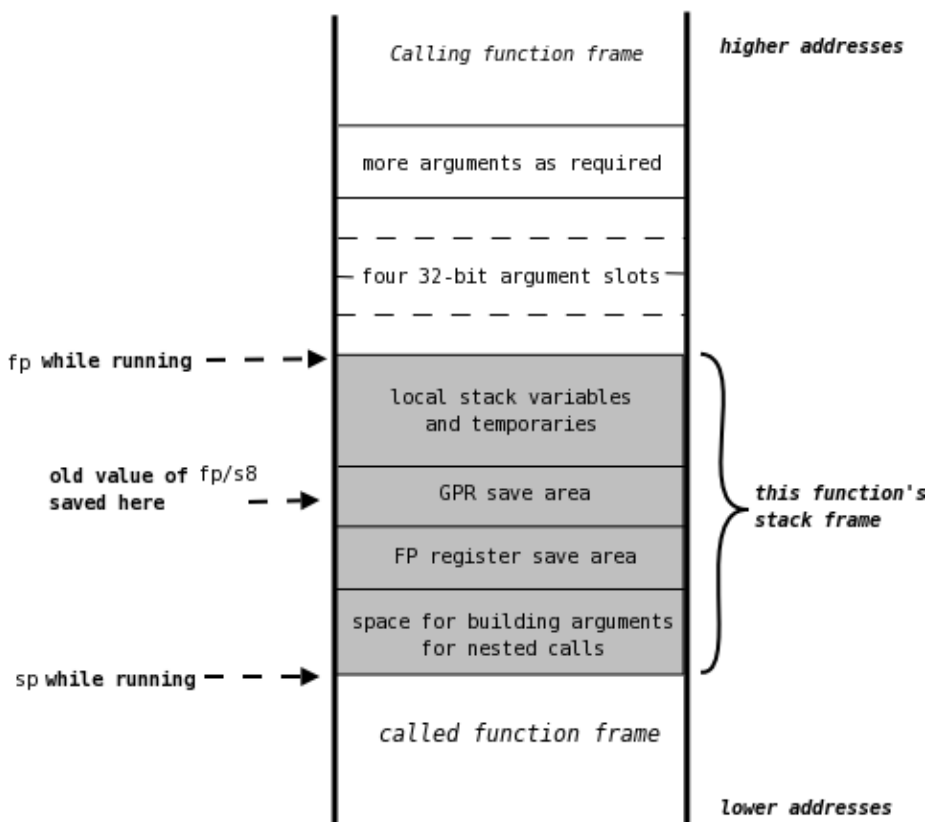 Calling function frame
higher addresses
more arguments as required
four 32-bit argument slots
fp while running
local stack variables
and temporaries
old value of fp/s8
saved here
GPR save area
this function's
stack frame
FP register save area
space for building arguments
for nested calls
sp while running
called function frame
lower addresses